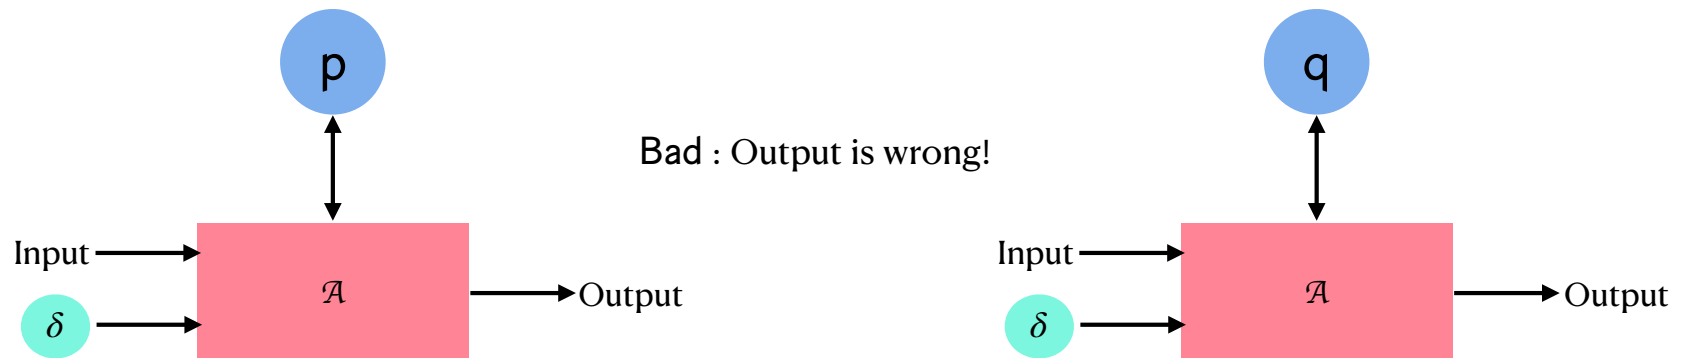 p
q
Bad : Output is wrong!
Input
𝒜
Output
δ
Input
𝒜
Output
δ